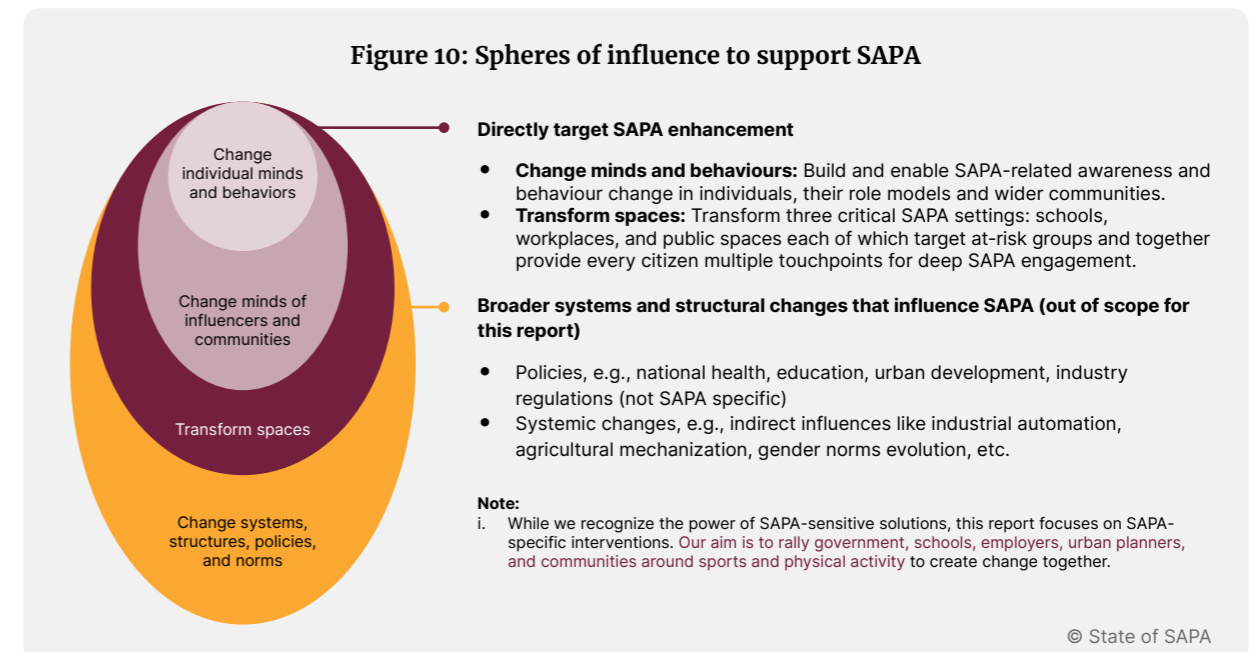 Figure 10: Spheres of influence to support SAPA
Change
individual minds
and behaviors
Change minds of
influencers and
communities
Transform spaces
Change systems,
structures, policies,
and norms
Directly target SAPA enhancement
• Change minds and behaviours: Build and enable SAPA-related awareness and
behaviour change in individuals, their role models and wider communities.
• Transform spaces: Transform three critical SAPA settings: schools,
workplaces, and public spaces each of which target at-risk groups and together
provide every citizen multiple touchpoints for deep SAPA engagement.
Broader systems and structural changes that influence SAPA (out of scope for
this report)
• Policies, e.g., national health, education, urban development, industry
regulations (not SAPA specific)
• Systemic changes, e.g., indirect influences like industrial automation,
agricultural mechanization, gender norms evolution, etc.
Note:
i. While we recognize the power of SAPA-sensitive solutions, this report focuses on SAPA-
specific interventions. Our aim is to rally government, schools, employers, urban planners,
and communities around sports and physical activity to create change together.
© State of SAPA